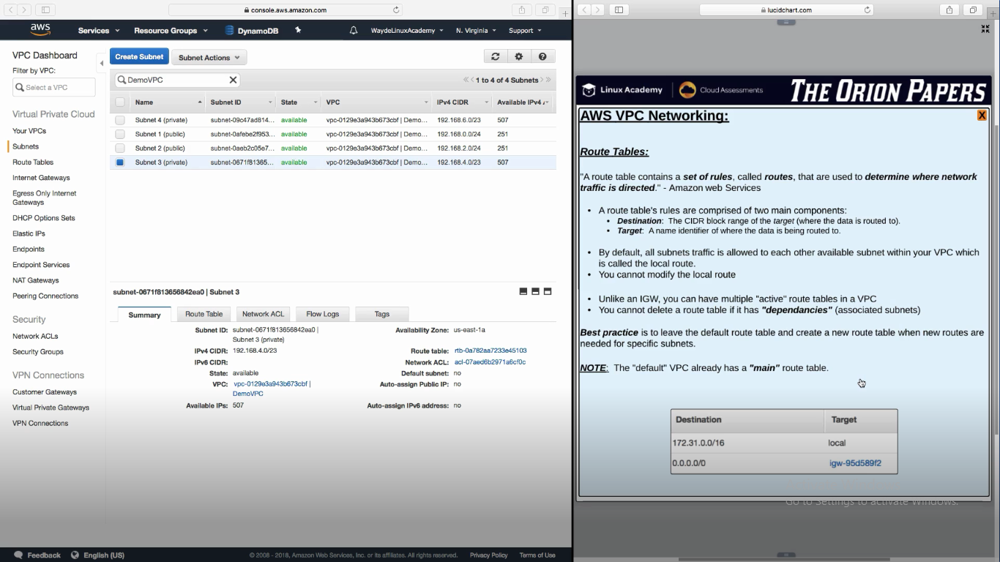 console.aws.amazon.com
aws
Services
Resource Groups
DynamoDB
WaydeLinuxAcademy
N. Virginia
Support
VPC Dashboard
Filter by VPC:
Select a VPC
Virtual Private Cloud
Your VPCs
Subnets
Route Tables
Internet Gateways
Egress Only Internet
Gateways
DHCP Options Sets
Elastic IPs
Endpoints
Endpoint Services
NAT Gateways
Peering Connections
Security
Network ACLs
Security Groups
VPN Connections
Customer Gateways
Virtual Private Gateways
VPN Connections
Create Subnet
Subnet Actions
DemoVPC
1 to 4 of 4 Subnets
Name Subnet ID State VPC IPv4 CIDR Available IPv4
Subnet 4 (private) subnet-09c47ad814... available vpc-0129e3a943b673cbf | Demo... 192.168.6.0/23 507
Subnet 1 (public) subnet-0afebe2f953... available vpc-0129e3a943b673cbf | Demo... 192.168.0.0/24 251
Subnet 2 (public) subnet-0aeb2c05e7... available vpc-0129e3a943b673cbf | Demo... 192.168.2.0/24 251
Subnet 3 (private) subnet-0671f81365... available vpc-0129e3a943b673cbf | Demo... 192.168.4.0/23 507
subnet-0671f813656842ea0 | Subnet 3
Summary Route Table Network ACL Flow Logs Tags
Subnet ID: subnet-0671f813656842ea0 |
Subnet 3 (private)
IPv4 CIDR: 192.168.4.0/23
IPv6 CIDR:
State: available
VPC: vpc-0129e3a943b673cbf |
DemoVPC
Available IPs: 507
Availability Zone: us-east-1a
Route table: rtb-0a782aa7233e45103
Network ACL: acl-07aed6b2971a6cf0c
Default subnet: no
Auto-assign Public IP: no
Auto-assign IPv6 address: no
Feedback
English (US)
© 2008 - 2018, Amazon Web Services, Inc. or its affiliates. All rights reserved.
Privacy Policy
Terms of Use
lucidchart.com
Linux Academy
Cloud Assessments
THE ORION PAPERS
AWS VPC Networking:
X
Route Tables:
"A route table contains a set of rules, called routes, that are used to determine where network
traffic is directed." - Amazon web Services
• A route table's rules are comprised of two main components:
• Destination: The CIDR block range of the target (where the data is routed to).
• Target: A name identifier of where the data is being routed to.
• By default, all subnets traffic is allowed to each other available subnet within your VPC which
is called the local route.
• You cannot modify the local route
• Unlike an IGW, you can have multiple "active" route tables in a VPC
• You cannot delete a route table if it has "dependancies" (associated subnets)
Best practice is to leave the default route table and create a new route table when new routes are
needed for specific subnets.
NOTE: The "default" VPC already has a "main" route table.
Destination Target
172.31.0.0/16 local
0.0.0.0/0 igw-95d589f2
Go to Settings to activate Windows.